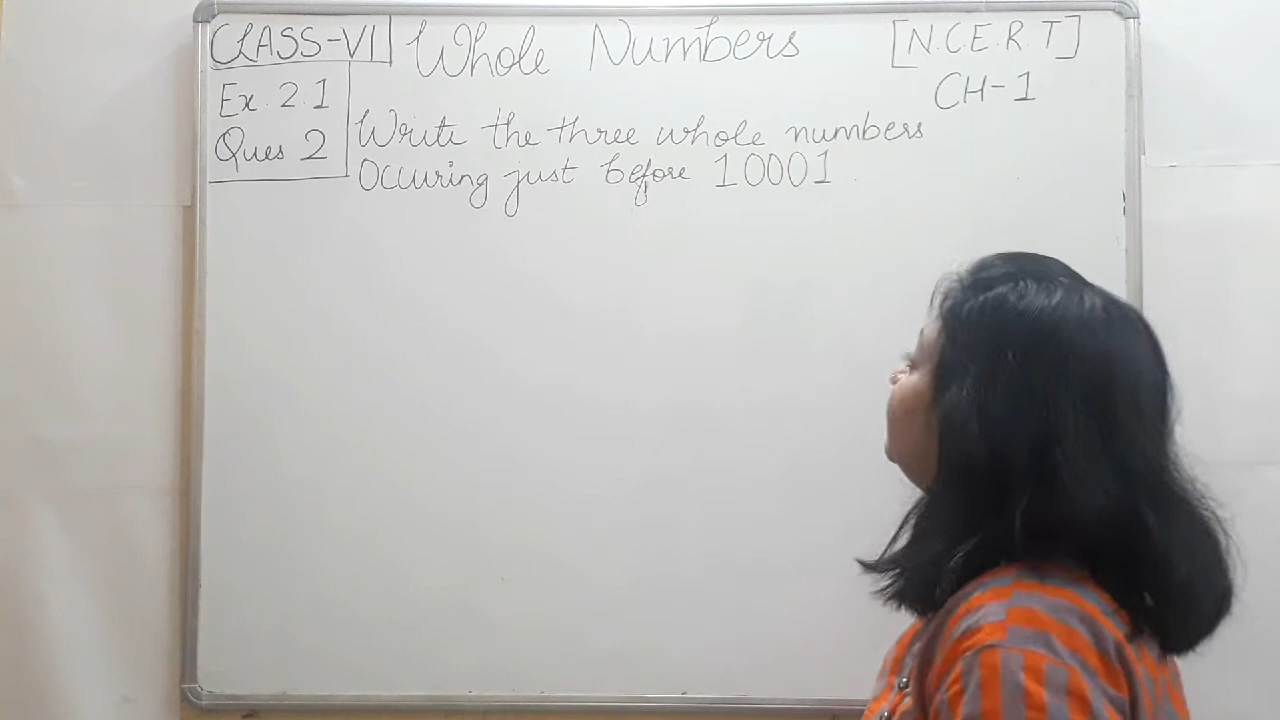 CLASS-VI Whole Numbers [N.C.E.R.T]
CH-1
Ex. 2.1
Ques 2
Write the three whole numbers
Occuring just before 10001.